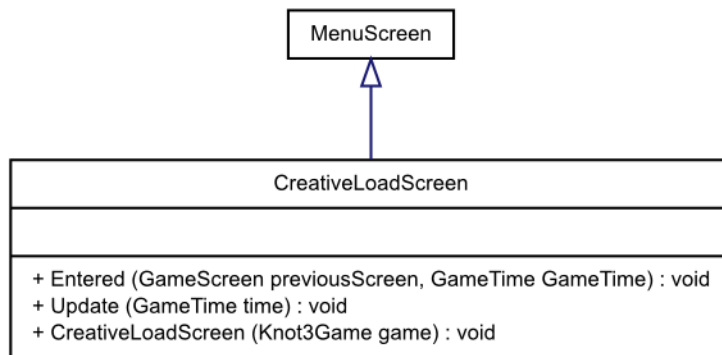 MenuScreen
CreativeLoadScreen
+ Entered (GameScreen previousScreen, GameTime GameTime) : void
+ Update (GameTime time) : void
+ CreativeLoadScreen (Knot3Game game) : void